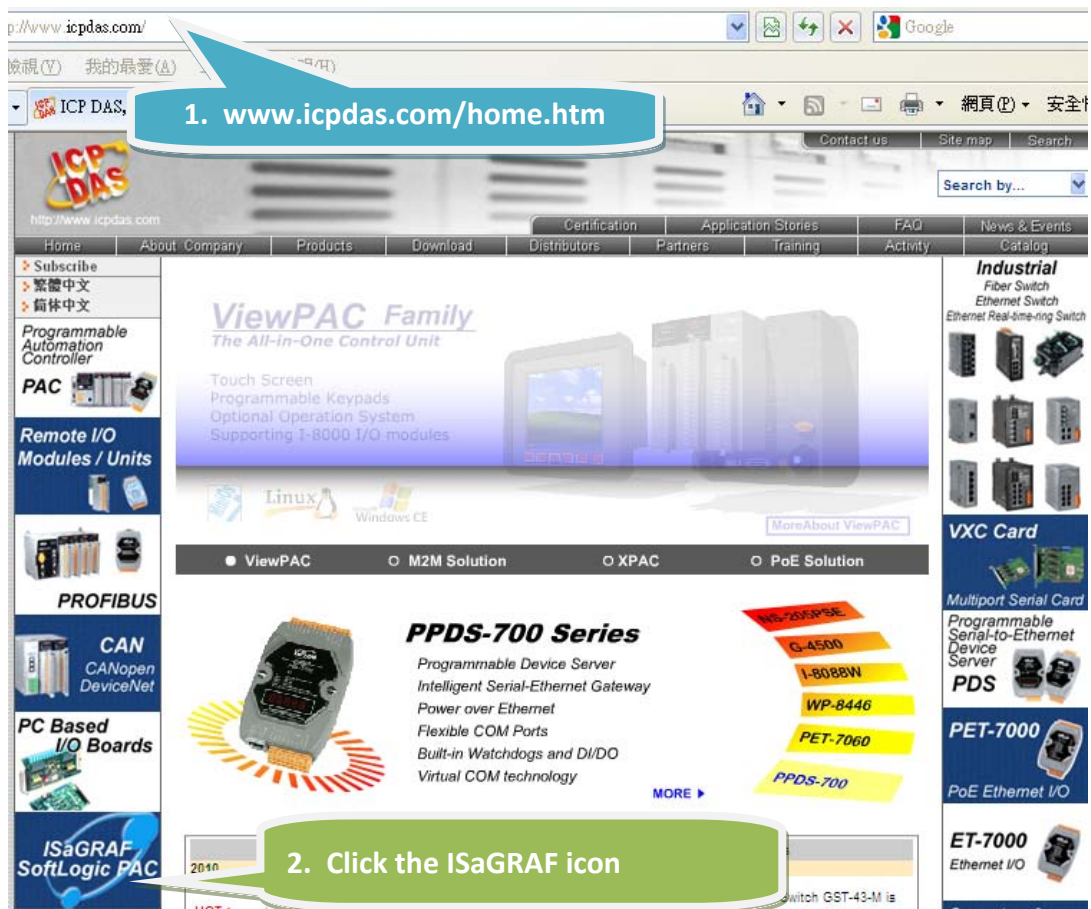 p://www.icpdas.com/
Google
檢視(V) 我的最愛(A)
ICP DAS,
1. www.icpdas.com/home.htm
網頁(P)
Contact us
Site map
Search
ICP DAS
http://www.icpdas.com
Search by...
Certification
Application Stories
FAQ
News & Events
Home
About Company
Products
Download
Distributors
Partners
Training
Activity
Catalog
Subscribe
繁體中文
简体中文
Programmable
Automation
Controller
PAC
Remote I/O
Modules / Units
PROFIBUS
CAN
CANopen
DeviceNet
PC Based
I/O Boards
ISaGRAF
SoftLogic PAC
ViewPAC Family
The All-in-One Control Unit
Touch Screen
Programmable Keypads
Optional Operation System
Supporting I-8000 I/O modules
Linux
Windows CE
MoreAbout ViewPAC
ViewPAC
M2M Solution
XPAC
PoE Solution
PPDS-700 Series
Programmable Device Server
Intelligent Serial-Ethernet Gateway
Power over Ethernet
Flexible COM Ports
Built-in Watchdogs and DI/DO
Virtual COM technology
MORE
NS-205PSE
G-4500
I-8088W
WP-8446
PET-7060
PPDS-700
2010
2. Click the ISaGRAF icon
switch GST-43-M is
Industrial
Fiber Switch
Ethernet Switch
Ethernet Real-time-ring Switch
VXC Card
Multiport Serial Card
Programmable
Serial-to-Ethernet
Device
Server
PDS
PET-7000
PoE Ethernet I/O
ET-7000
Ethernet I/O